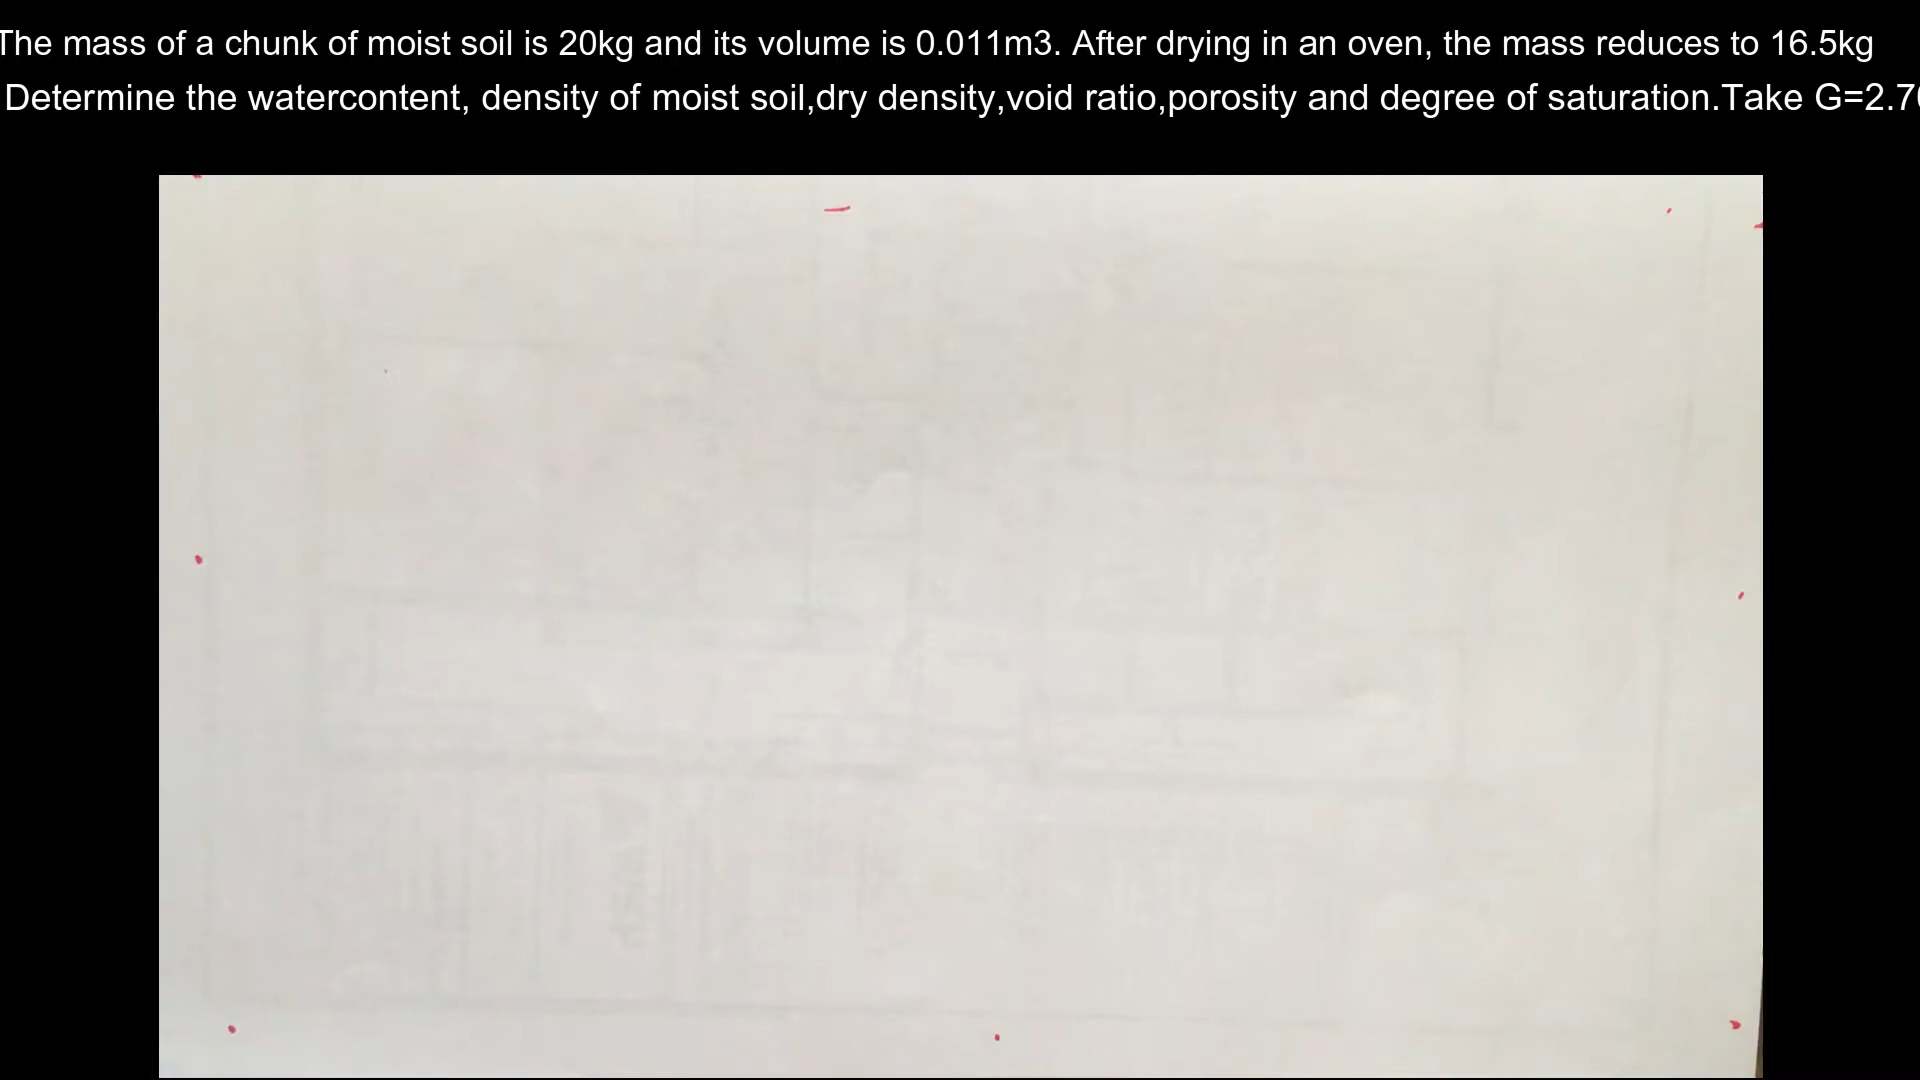 The mass of a chunk of moist soil is 20kg and its volume is 0.011m3. After drying in an oven, the mass reduces to 16.5kg
Determine the watercontent, density of moist soil,dry density,void ratio,porosity and degree of saturation.Take G=2.70